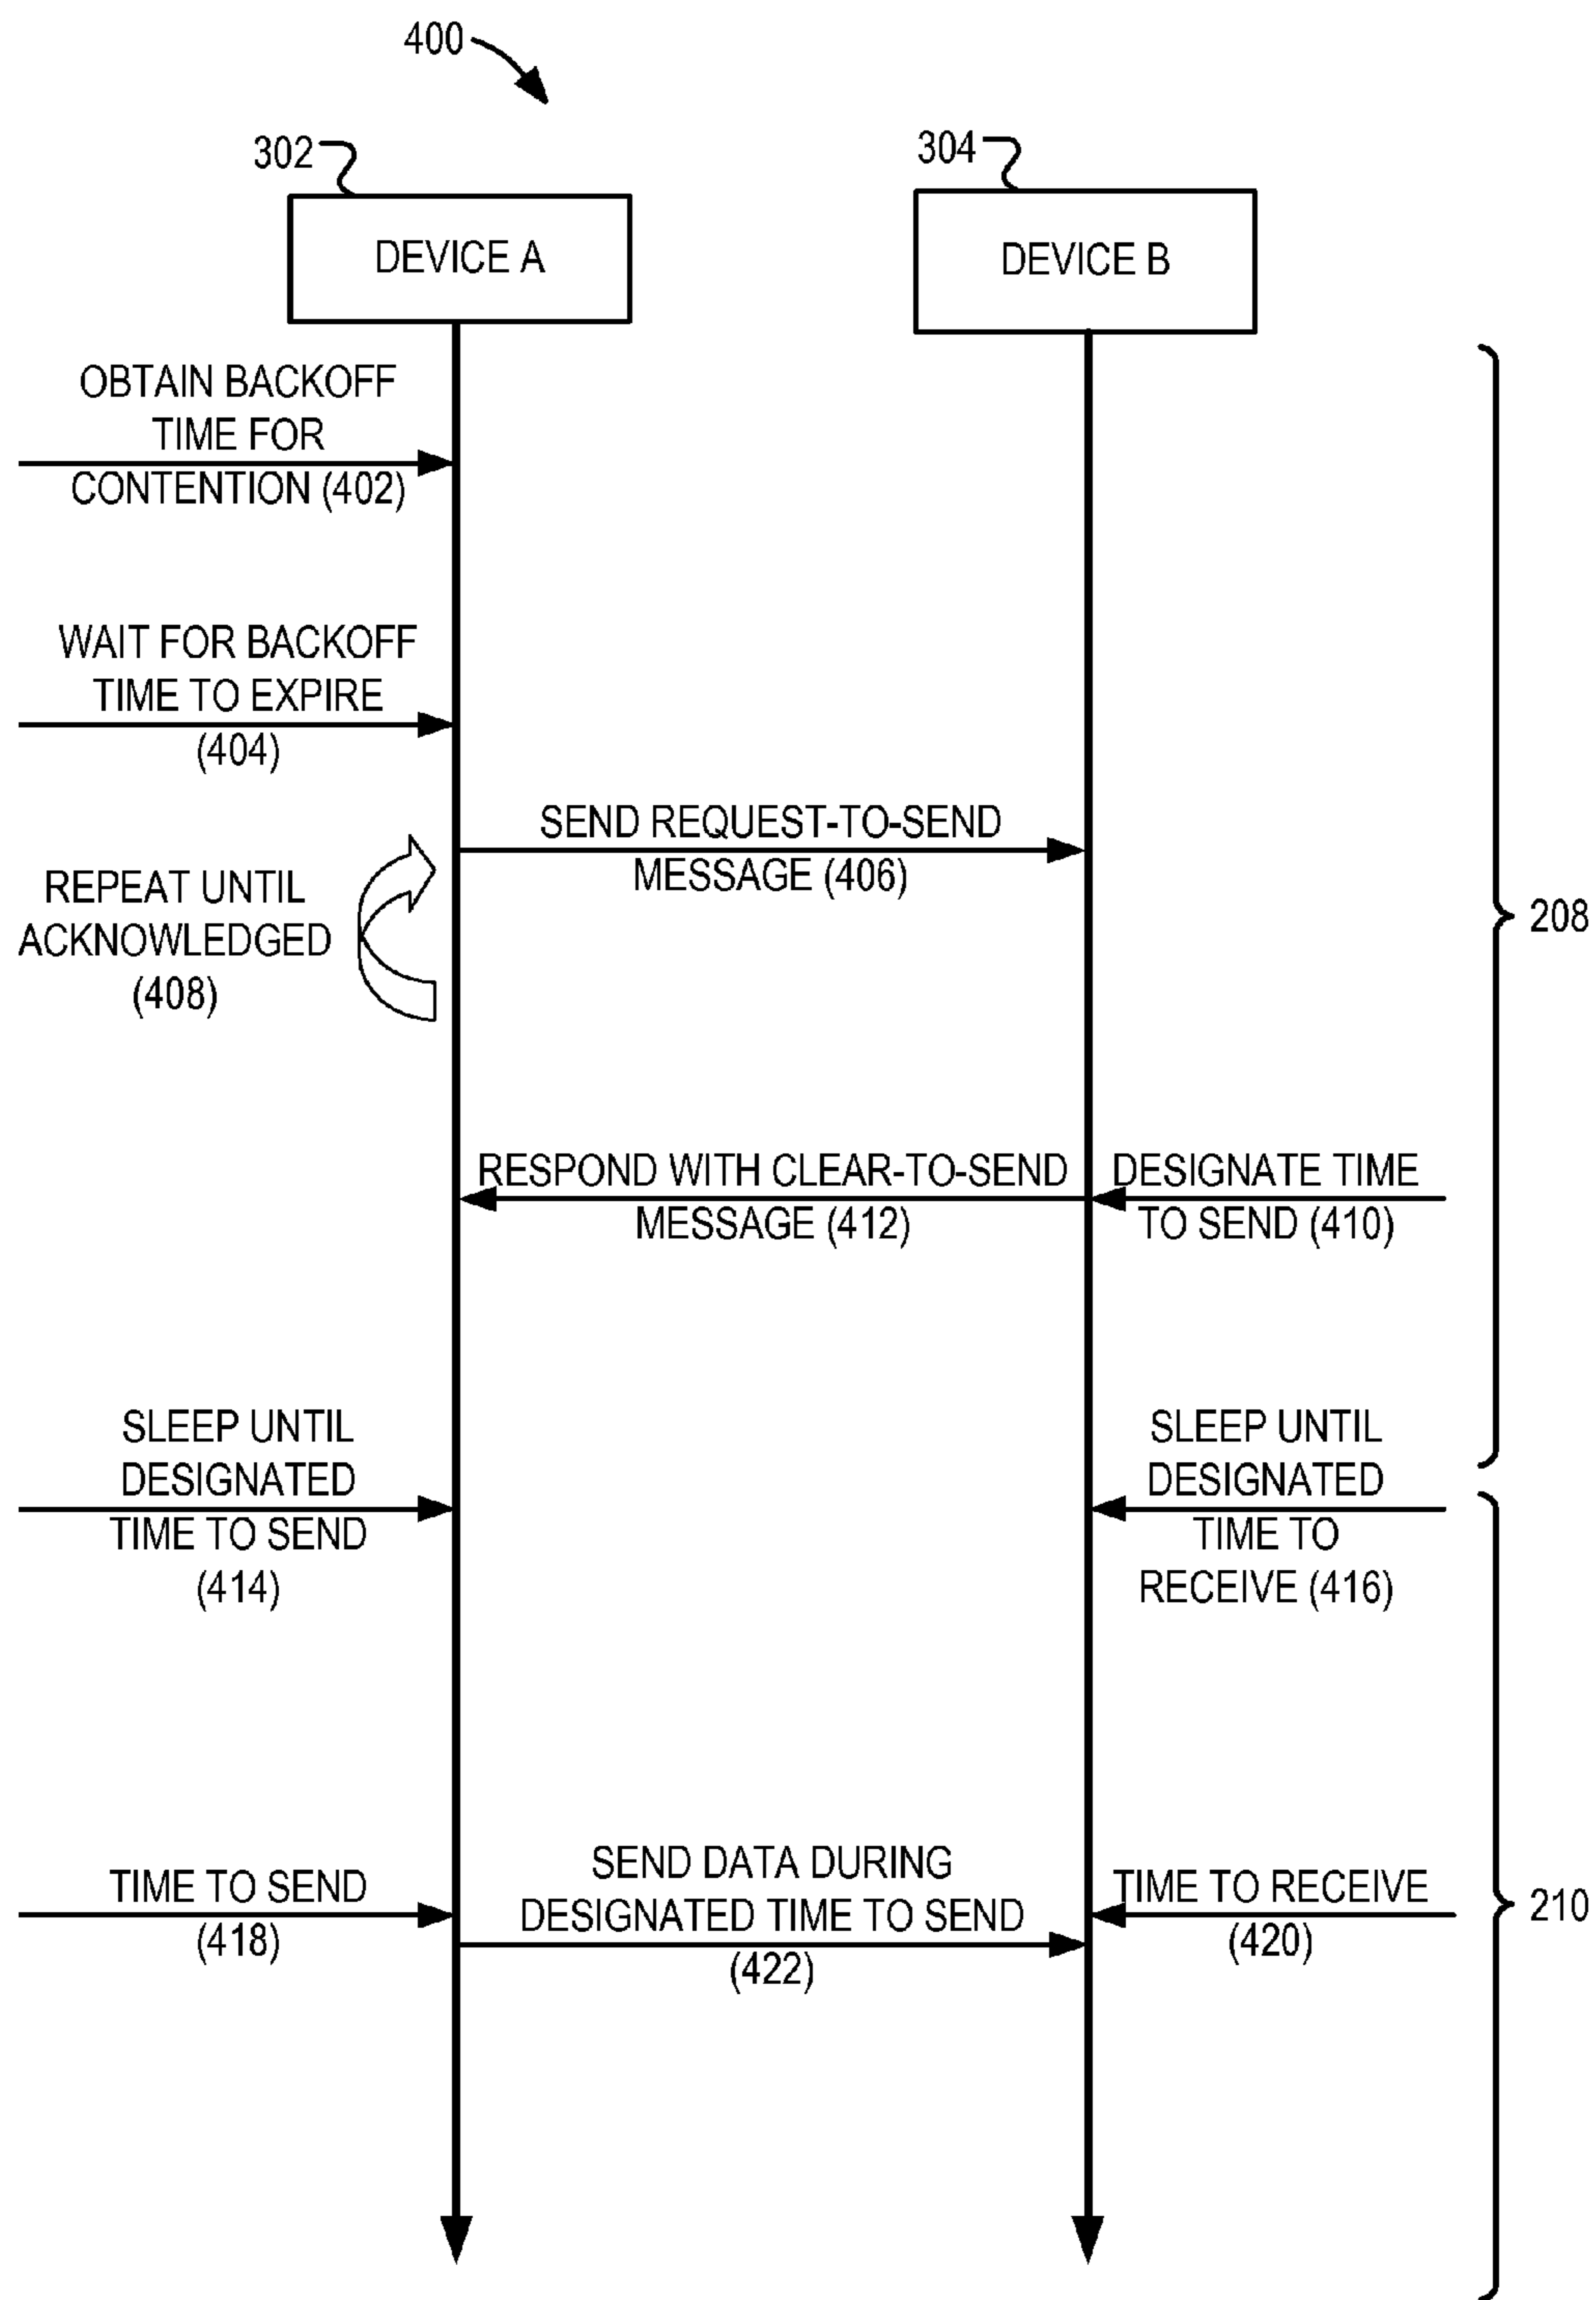 400
302
304
DEVICE A
DEVICE B
OBTAIN BACKOFF
TIME FOR
CONTENTION (402)
WAIT FOR BACKOFF
TIME TO EXPIRE
(404)
SEND REQUEST-TO-SEND
MESSAGE (406)
REPEAT UNTIL
ACKNOWLEDGED
(408)
208
RESPOND WITH CLEAR-TO-SEND
MESSAGE (412)
DESIGNATE TIME
TO SEND (410)
SLEEP UNTIL
DESIGNATED
TIME TO SEND
(414)
SLEEP UNTIL
DESIGNATED
TIME TO
RECEIVE (416)
TIME TO SEND
(418)
SEND DATA DURING
DESIGNATED TIME TO SEND
(422)
TIME TO RECEIVE
(420)
210